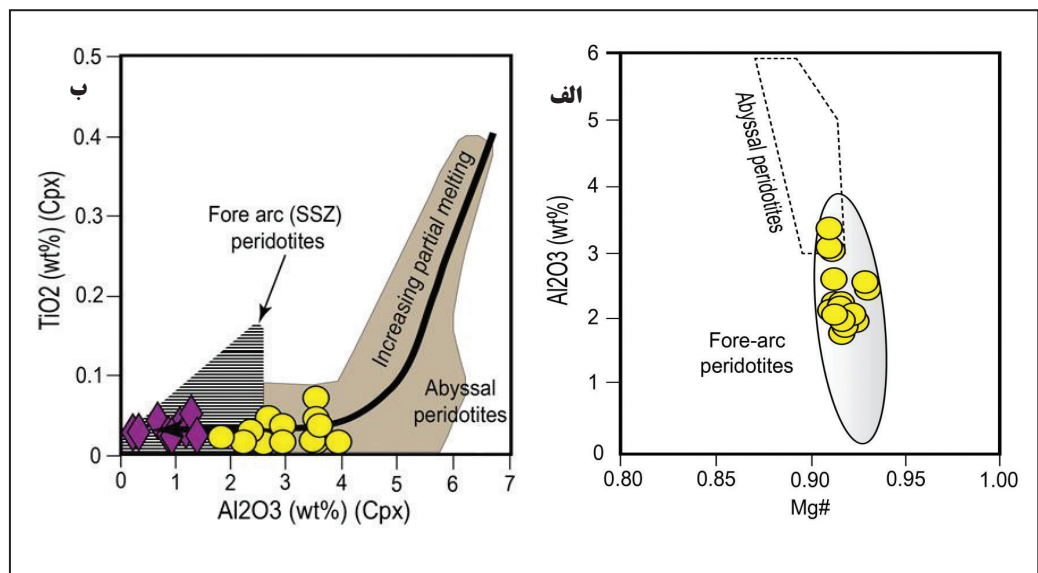 ب
0.5
0.4
0.3
0.2
0.1
0
TiO2 (wt%) (Cpx)
Fore arc (SSZ)
peridotites
Increasing partial melting
Abyssal
peridotites
0 1 2 3 4 5 6 7
Al2O3 (wt%) (Cpx)
الف
6
5
4
3
2
1
0
Al2O3 (wt%)
Abyssal peridotites
Fore-arc
peridotites
0.80 0.85 0.90 0.95 1.00
Mg#